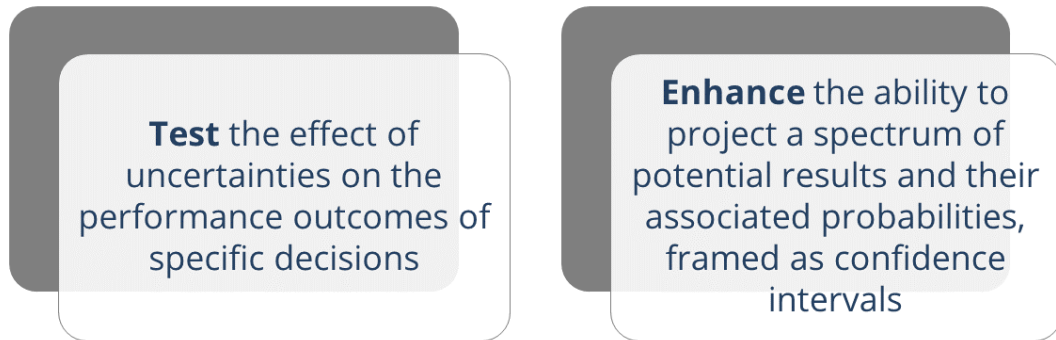 Test the effect of
uncertainties on the
performance outcomes of
specific decisions
Enhance the ability to
project a spectrum of
potential results and their
associated probabilities,
framed as confidence
intervals